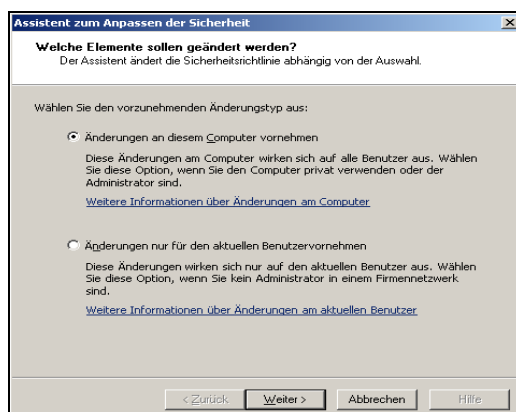 Assistent zum Anpassen der Sicherheit
Welche Elemente sollen geändert werden?
Der Assistent ändert die Sicherheitsrichtlinie abhängig von der Auswahl.
Wählen Sie den vorzunehmenden Änderungstyp aus:
Änderungen an diesem Computer vornehmen
Diese Änderungen am Computer wirken sich auf alle Benutzer aus. Wählen
Sie diese Option, wenn Sie den Computer privat verwenden oder der
Administrator sind.
Weitere Informationen über Änderungen am Computer
Änderungen nur für den aktuellen Benutzervornehmen
Diese Änderungen wirken sich nur auf den aktuellen Benutzer aus. Wählen
Sie diese Option, wenn Sie kein Administrator in einem Firmennetzwerk
sind.
Weitere Informationen über Änderungen am aktuellen Benutzer
< Zurück Weiter > Abbrechen Hilfe